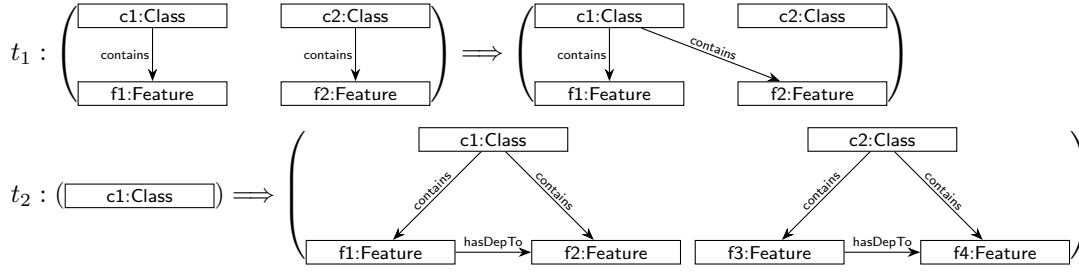 c1:Class c2:Class c1:Class c2:Class
t₁ : ( contains contains ) ⟹ ( contains contains )
f1:Feature f2:Feature f1:Feature f2:Feature
c1:Class c2:Class
t₂ : ( c1:Class ) ⟹ ( contains contains contains contains )
hasDepTo hasDepTo
f1:Feature f2:Feature f3:Feature f4:Feature